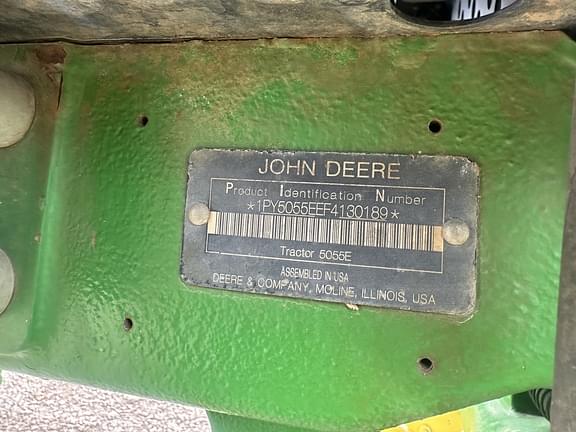 JOHN DEERE
Product Identification Number
*1PY5055EEF4130189*
Tractor 5055E
ASSEMBLED IN USA
DEERE & COMPANY, MOLINE, ILLINOIS, USA